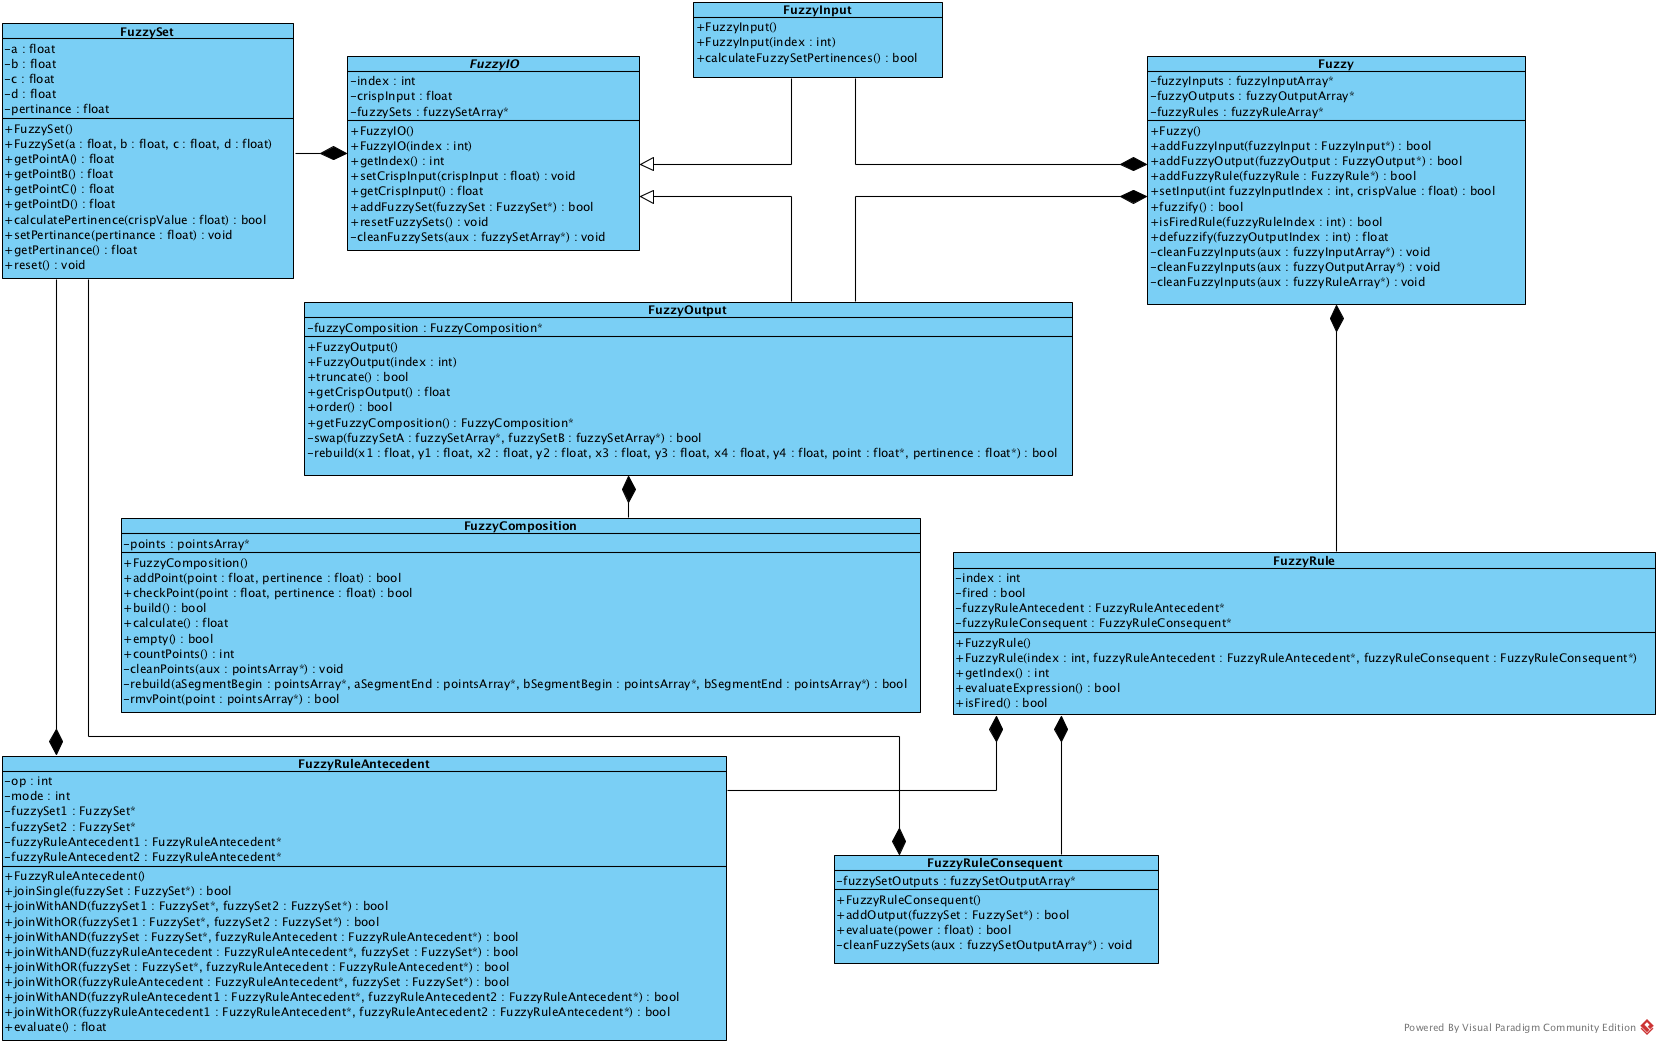 FuzzySet
-a : float
-b : float
-c : float
-d : float
-pertinance : float
+FuzzySet()
+FuzzySet(a : float, b : float, c : float, d : float)
+getPointA() : float
+getPointB() : float
+getPointC() : float
+getPointD() : float
+calculatePertinence(crispValue : float) : bool
+setPertinance(pertinance : float) : void
+getPertinance() : float
+reset() : void
FuzzyIO
-index : int
-crispInput : float
-fuzzySets : fuzzySetArray*
+FuzzyIO()
+FuzzyIO(index : int)
+getIndex() : int
+setCrispInput(crispInput : float) : void
+getCrispInput() : float
+addFuzzySet(fuzzySet : FuzzySet*) : bool
+resetFuzzySets() : void
-cleanFuzzySets(aux : fuzzySetArray*) : void
FuzzyInput
+FuzzyInput()
+FuzzyInput(index : int)
+calculateFuzzySetPertinences() : bool
Fuzzy
-fuzzyInputs : fuzzyInputArray*
-fuzzyOutputs : fuzzyOutputArray*
-fuzzyRules : fuzzyRuleArray*
+Fuzzy()
+addFuzzyInput(fuzzyInput : FuzzyInput*) : bool
+addFuzzyOutput(fuzzyOutput : FuzzyOutput*) : bool
+addFuzzyRule(fuzzyRule : FuzzyRule*) : bool
+setInput(int fuzzyInputIndex : int, crispValue : float) : bool
+fuzzify() : bool
+isFiredRule(fuzzyRuleIndex : int) : bool
+defuzzify(fuzzyOutputIndex : int) : float
-cleanFuzzyInputs(aux : fuzzyInputArray*) : void
-cleanFuzzyInputs(aux : fuzzyOutputArray*) : void
-cleanFuzzyInputs(aux : fuzzyRuleArray*) : void
FuzzyOutput
-fuzzyComposition : FuzzyComposition*
+FuzzyOutput()
+FuzzyOutput(index : int)
+truncate() : bool
+getCrispOutput() : float
+order() : bool
+getFuzzyComposition() : FuzzyComposition*
-swap(fuzzySetA : fuzzySetArray*, fuzzySetB : fuzzySetArray*) : bool
-rebuild(x1 : float, y1 : float, x2 : float, y2 : float, x3 : float, y3 : float, x4 : float, y4 : float, point : float*, pertinence : float*) : bool
FuzzyComposition
-points : pointsArray*
+FuzzyComposition()
+addPoint(point : float, pertinence : float) : bool
+checkPoint(point : float, pertinence : float) : bool
+build() : bool
+calculate() : float
+empty() : bool
+countPoints() : int
-cleanPoints(aux : pointsArray*) : void
-rebuild(aSegmentBegin : pointsArray*, aSegmentEnd : pointsArray*, bSegmentBegin : pointsArray*, bSegmentEnd : pointsArray*) : bool
-rmvPoint(point : pointsArray*) : bool
FuzzyRule
-index : int
-fired : bool
-fuzzyRuleAntecedent : FuzzyRuleAntecedent*
-fuzzyRuleConsequent : FuzzyRuleConsequent*
+FuzzyRule()
+FuzzyRule(index : int, fuzzyRuleAntecedent : FuzzyRuleAntecedent*, fuzzyRuleConsequent : FuzzyRuleConsequent*)
+getIndex() : int
+evaluateExpression() : bool
+isFired() : bool
FuzzyRuleAntecedent
-op : int
-mode : int
-fuzzySet1 : FuzzySet*
-fuzzySet2 : FuzzySet*
-fuzzyRuleAntecedent1 : FuzzyRuleAntecedent*
-fuzzyRuleAntecedent2 : FuzzyRuleAntecedent*
+FuzzyRuleAntecedent()
+joinSingle(fuzzySet : FuzzySet*) : bool
+joinWithAND(fuzzySet1 : FuzzySet*, fuzzySet2 : FuzzySet*) : bool
+joinWithOR(fuzzySet1 : FuzzySet*, fuzzySet2 : FuzzySet*) : bool
+joinWithAND(fuzzySet : FuzzySet*, fuzzyRuleAntecedent : FuzzyRuleAntecedent*) : bool
+joinWithAND(fuzzyRuleAntecedent : FuzzyRuleAntecedent*, fuzzySet : FuzzySet*) : bool
+joinWithOR(fuzzySet : FuzzySet*, fuzzyRuleAntecedent : FuzzyRuleAntecedent*) : bool
+joinWithOR(fuzzyRuleAntecedent : FuzzyRuleAntecedent*, fuzzySet : FuzzySet*) : bool
+joinWithAND(fuzzyRuleAntecedent1 : FuzzyRuleAntecedent*, fuzzyRuleAntecedent2 : FuzzyRuleAntecedent*) : bool
+joinWithOR(fuzzyRuleAntecedent1 : FuzzyRuleAntecedent*, fuzzyRuleAntecedent2 : FuzzyRuleAntecedent*) : bool
+evaluate() : float
FuzzyRuleConsequent
-fuzzySetOutputs : fuzzySetOutputArray*
+FuzzyRuleConsequent()
+addOutput(fuzzySet : FuzzySet*) : bool
+evaluate(power : float) : bool
-cleanFuzzySets(aux : fuzzySetOutputArray*) : void
Powered By Visual Paradigm Community Edition